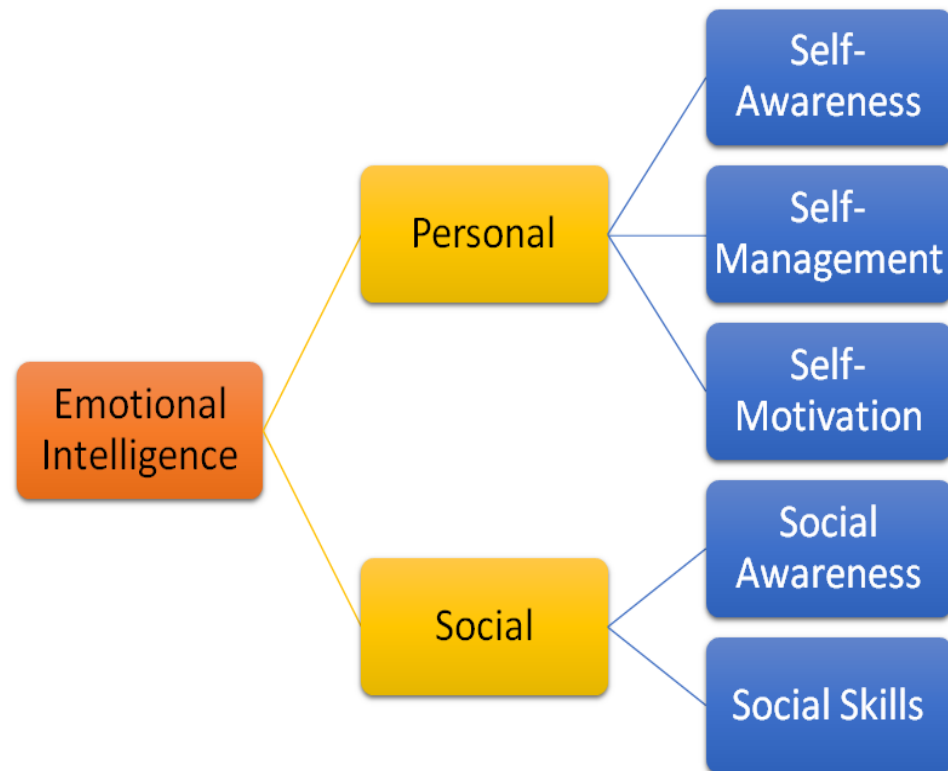 Emotional
Intelligence
Personal
Social
Self-
Awareness
Self-
Management
Self-
Motivation
Social
Awareness
Social Skills